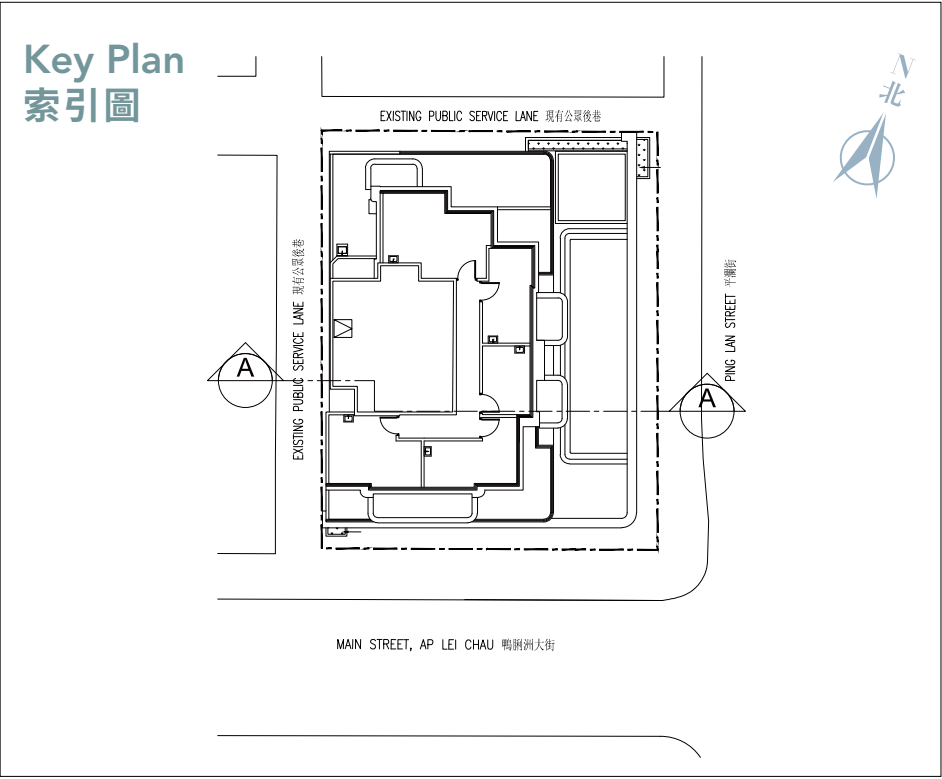 Key Plan
索引圖
N
北
EXISTING PUBLIC SERVICE LANE 現有公眾後巷
EXISTING PUBLIC SERVICE LANE 現有公眾後巷
PING LAN STREET 平瀾街
A
A
MAIN STREET, AP LEI CHAU 鴨脷洲大街